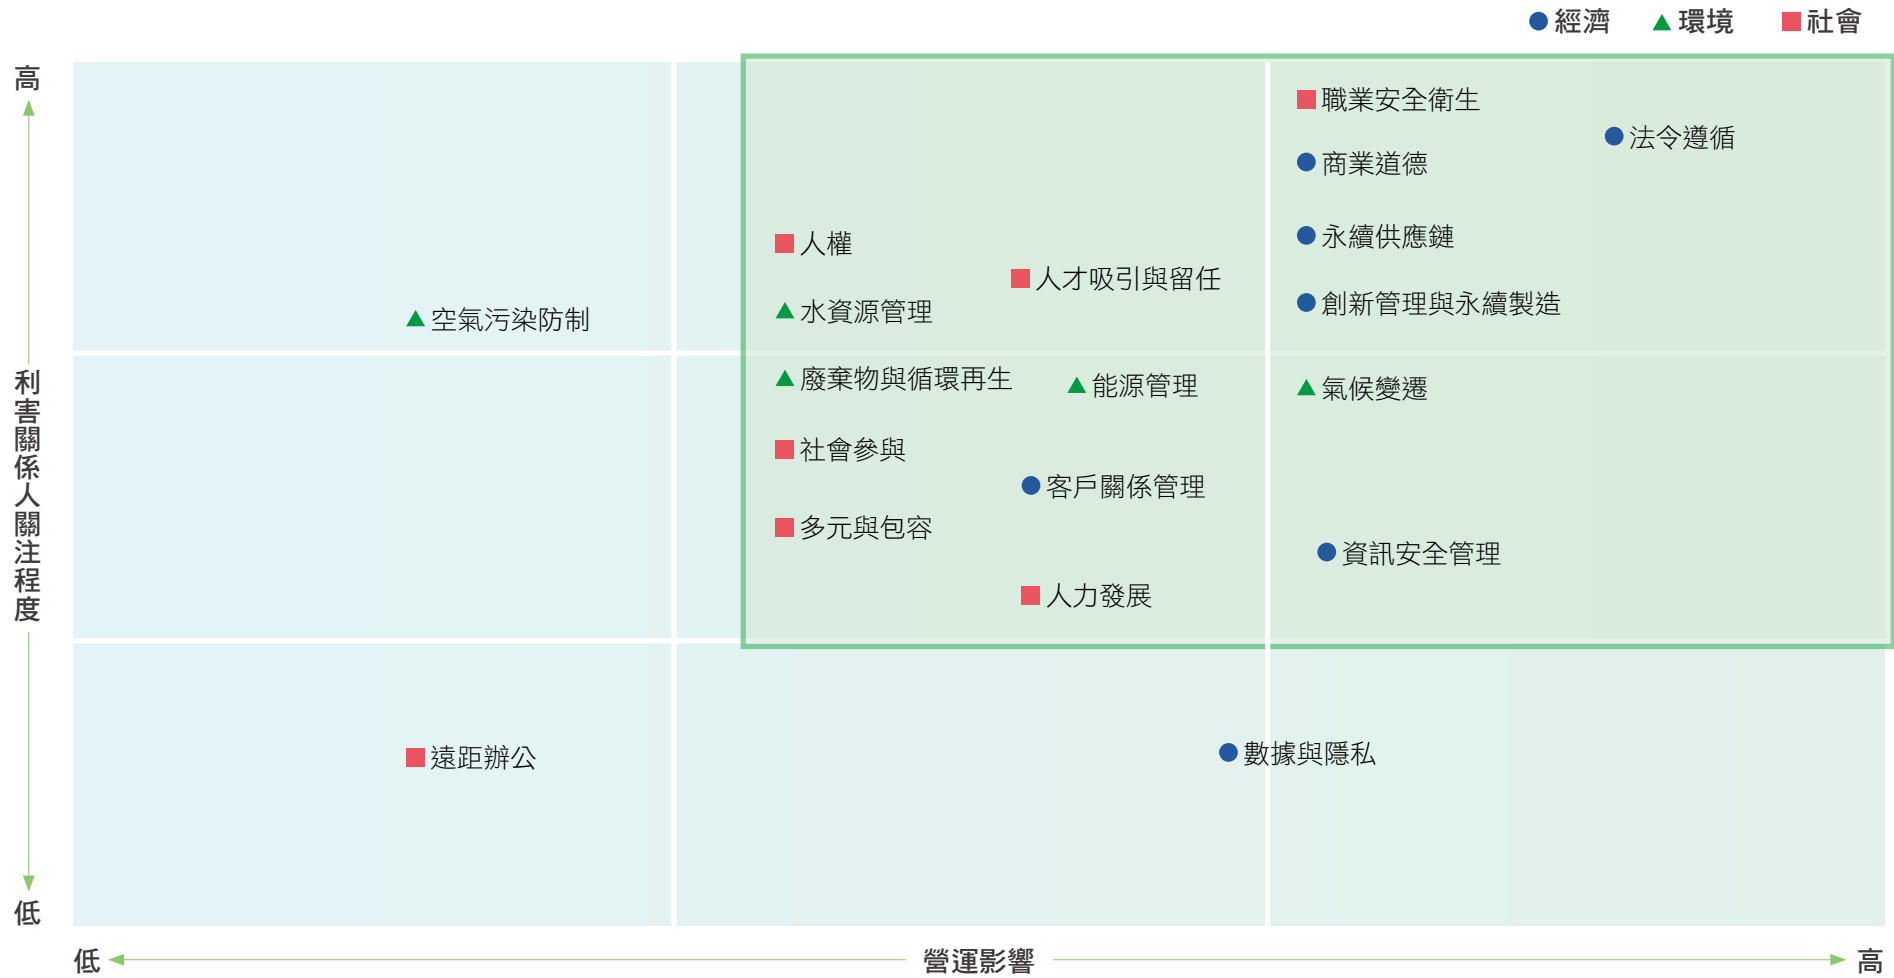 經濟
環境
社會
高
利害關係人關注程度
低
職業安全衛生
法令遵循
商業道德
永續供應鏈
人權
人才吸引與留任
創新管理與永續製造
水資源管理
空氣污染防制
廢棄物與循環再生
能源管理
氣候變遷
社會參與
客戶關係管理
多元與包容
資訊安全管理
人力發展
遠距辦公
數據與隱私
低
營運影響
高